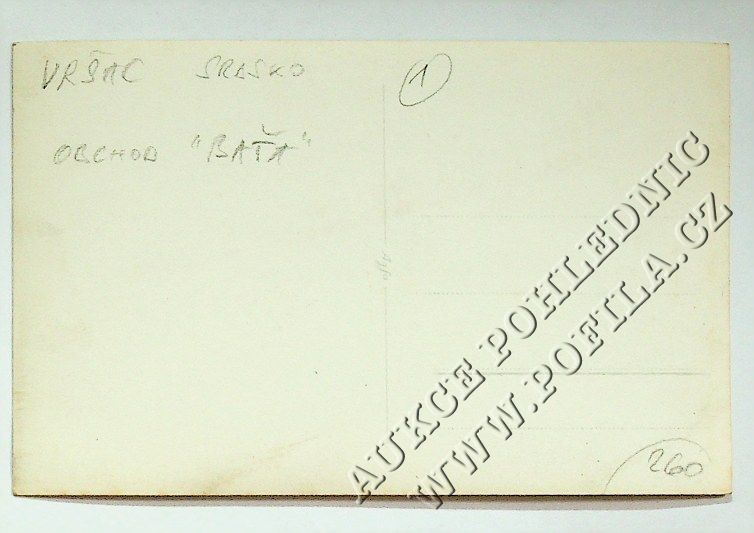 VRŠAC SRBSKO
1
OBCHOD "BAŤA"
AUKCE POHLEDNIC
WWW.POFILA.CZ
260